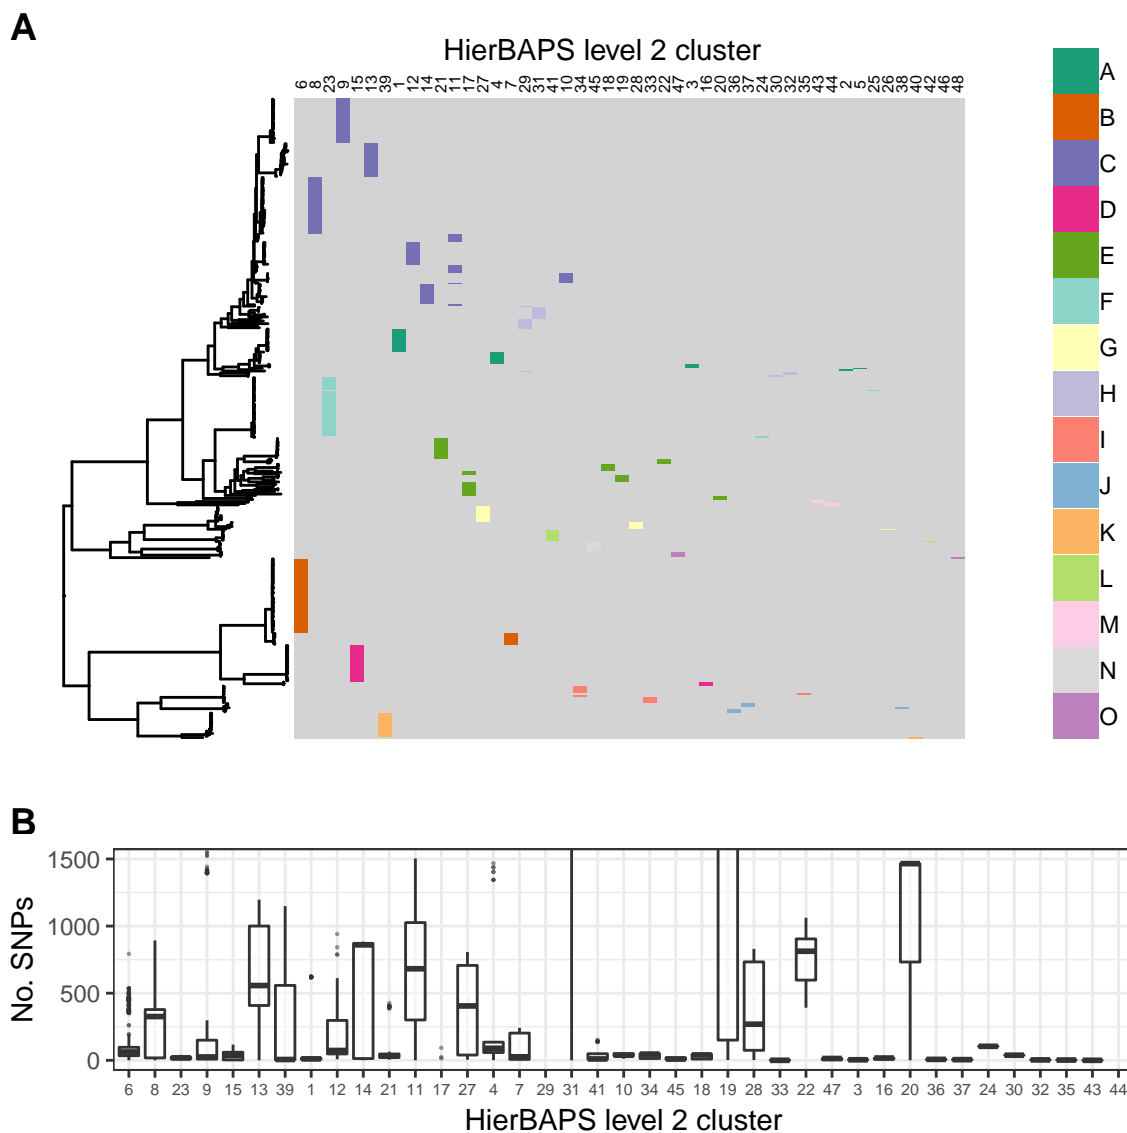 A
HierBAPS level 2 cluster
6 8 23 9 15 13 39 1 12 14 21 11 17 27 4 7 29 31 41 10 34 45 18 19 28 33 22 47 3 16 20 36 37 24 30 32 35 43 44 2 5 25 26 38 40 42 46 48
A
B
C
D
E
F
G
H
I
J
K
L
M
N
O
B
No. SNPs
1500
1000
500
0
6 8 23 9 15 13 39 1 12 14 21 11 17 27 4 7 29 31 41 10 34 45 18 19 28 33 22 47 3 16 20 36 37 24 30 32 35 43 44
HierBAPS level 2 cluster